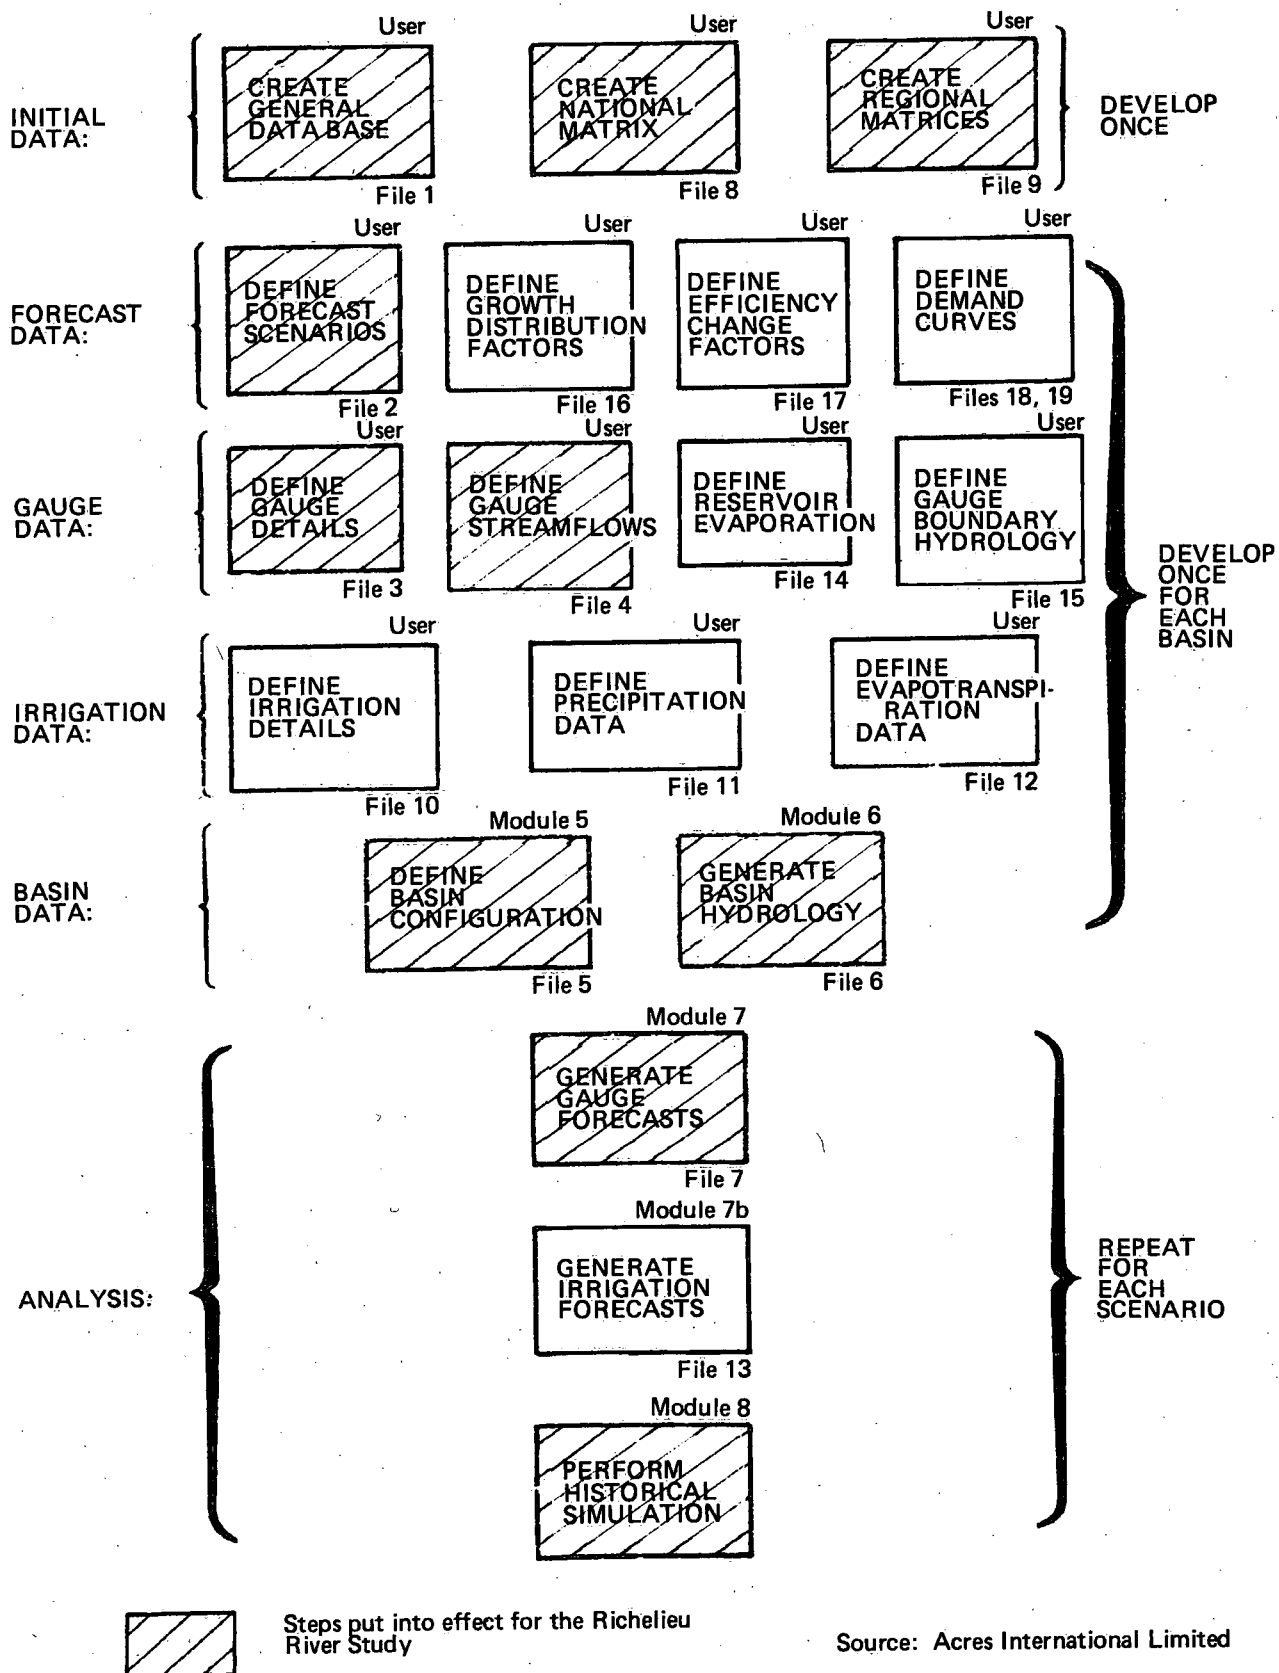 User
User
User
INITIAL
DATA:
CREATE
GENERAL
DATA BASE
CREATE
NATIONAL
MATRIX
CREATE
REGIONAL
MATRICES
DEVELOP
ONCE
File 1
File 8
File 9
User
User
User
User
FORECAST
DATA:
DEFINE
FORECAST
SCENARIOS
DEFINE
GROWTH
DISTRIBUTION
FACTORS
DEFINE
EFFICIENCY
CHANGE
FACTORS
DEFINE
DEMAND
CURVES
File 2
File 16
File 17
Files 18, 19
User
User
User
User
GAUGE
DATA:
DEFINE
GAUGE
DETAILS
DEFINE
GAUGE
STREAMFLOWS
DEFINE
RESERVOIR
EVAPORATION
DEFINE
GAUGE
BOUNDARY
HYDROLOGY
File 3
File 4
File 14
File 15
DEVELOP
ONCE
FOR
EACH
BASIN
User
User
User
IRRIGATION
DATA:
DEFINE
IRRIGATION
DETAILS
DEFINE
PRECIPITATION
DATA
DEFINE
EVAPOTRANSPI-
RATION
DATA
File 10
File 11
File 12
Module 5
Module 6
BASIN
DATA:
DEFINE
BASIN
CONFIGURATION
GENERATE
BASIN
HYDROLOGY
File 5
File 6
Module 7
GENERATE
GAUGE
FORECASTS
File 7
Module 7b
ANALYSIS:
GENERATE
IRRIGATION
FORECASTS
File 13
REPEAT
FOR
EACH
SCENARIO
Module 8
PERFORM
HISTORICAL
SIMULATION
Steps put into effect for the Richelieu
River Study
Source: Acres International Limited